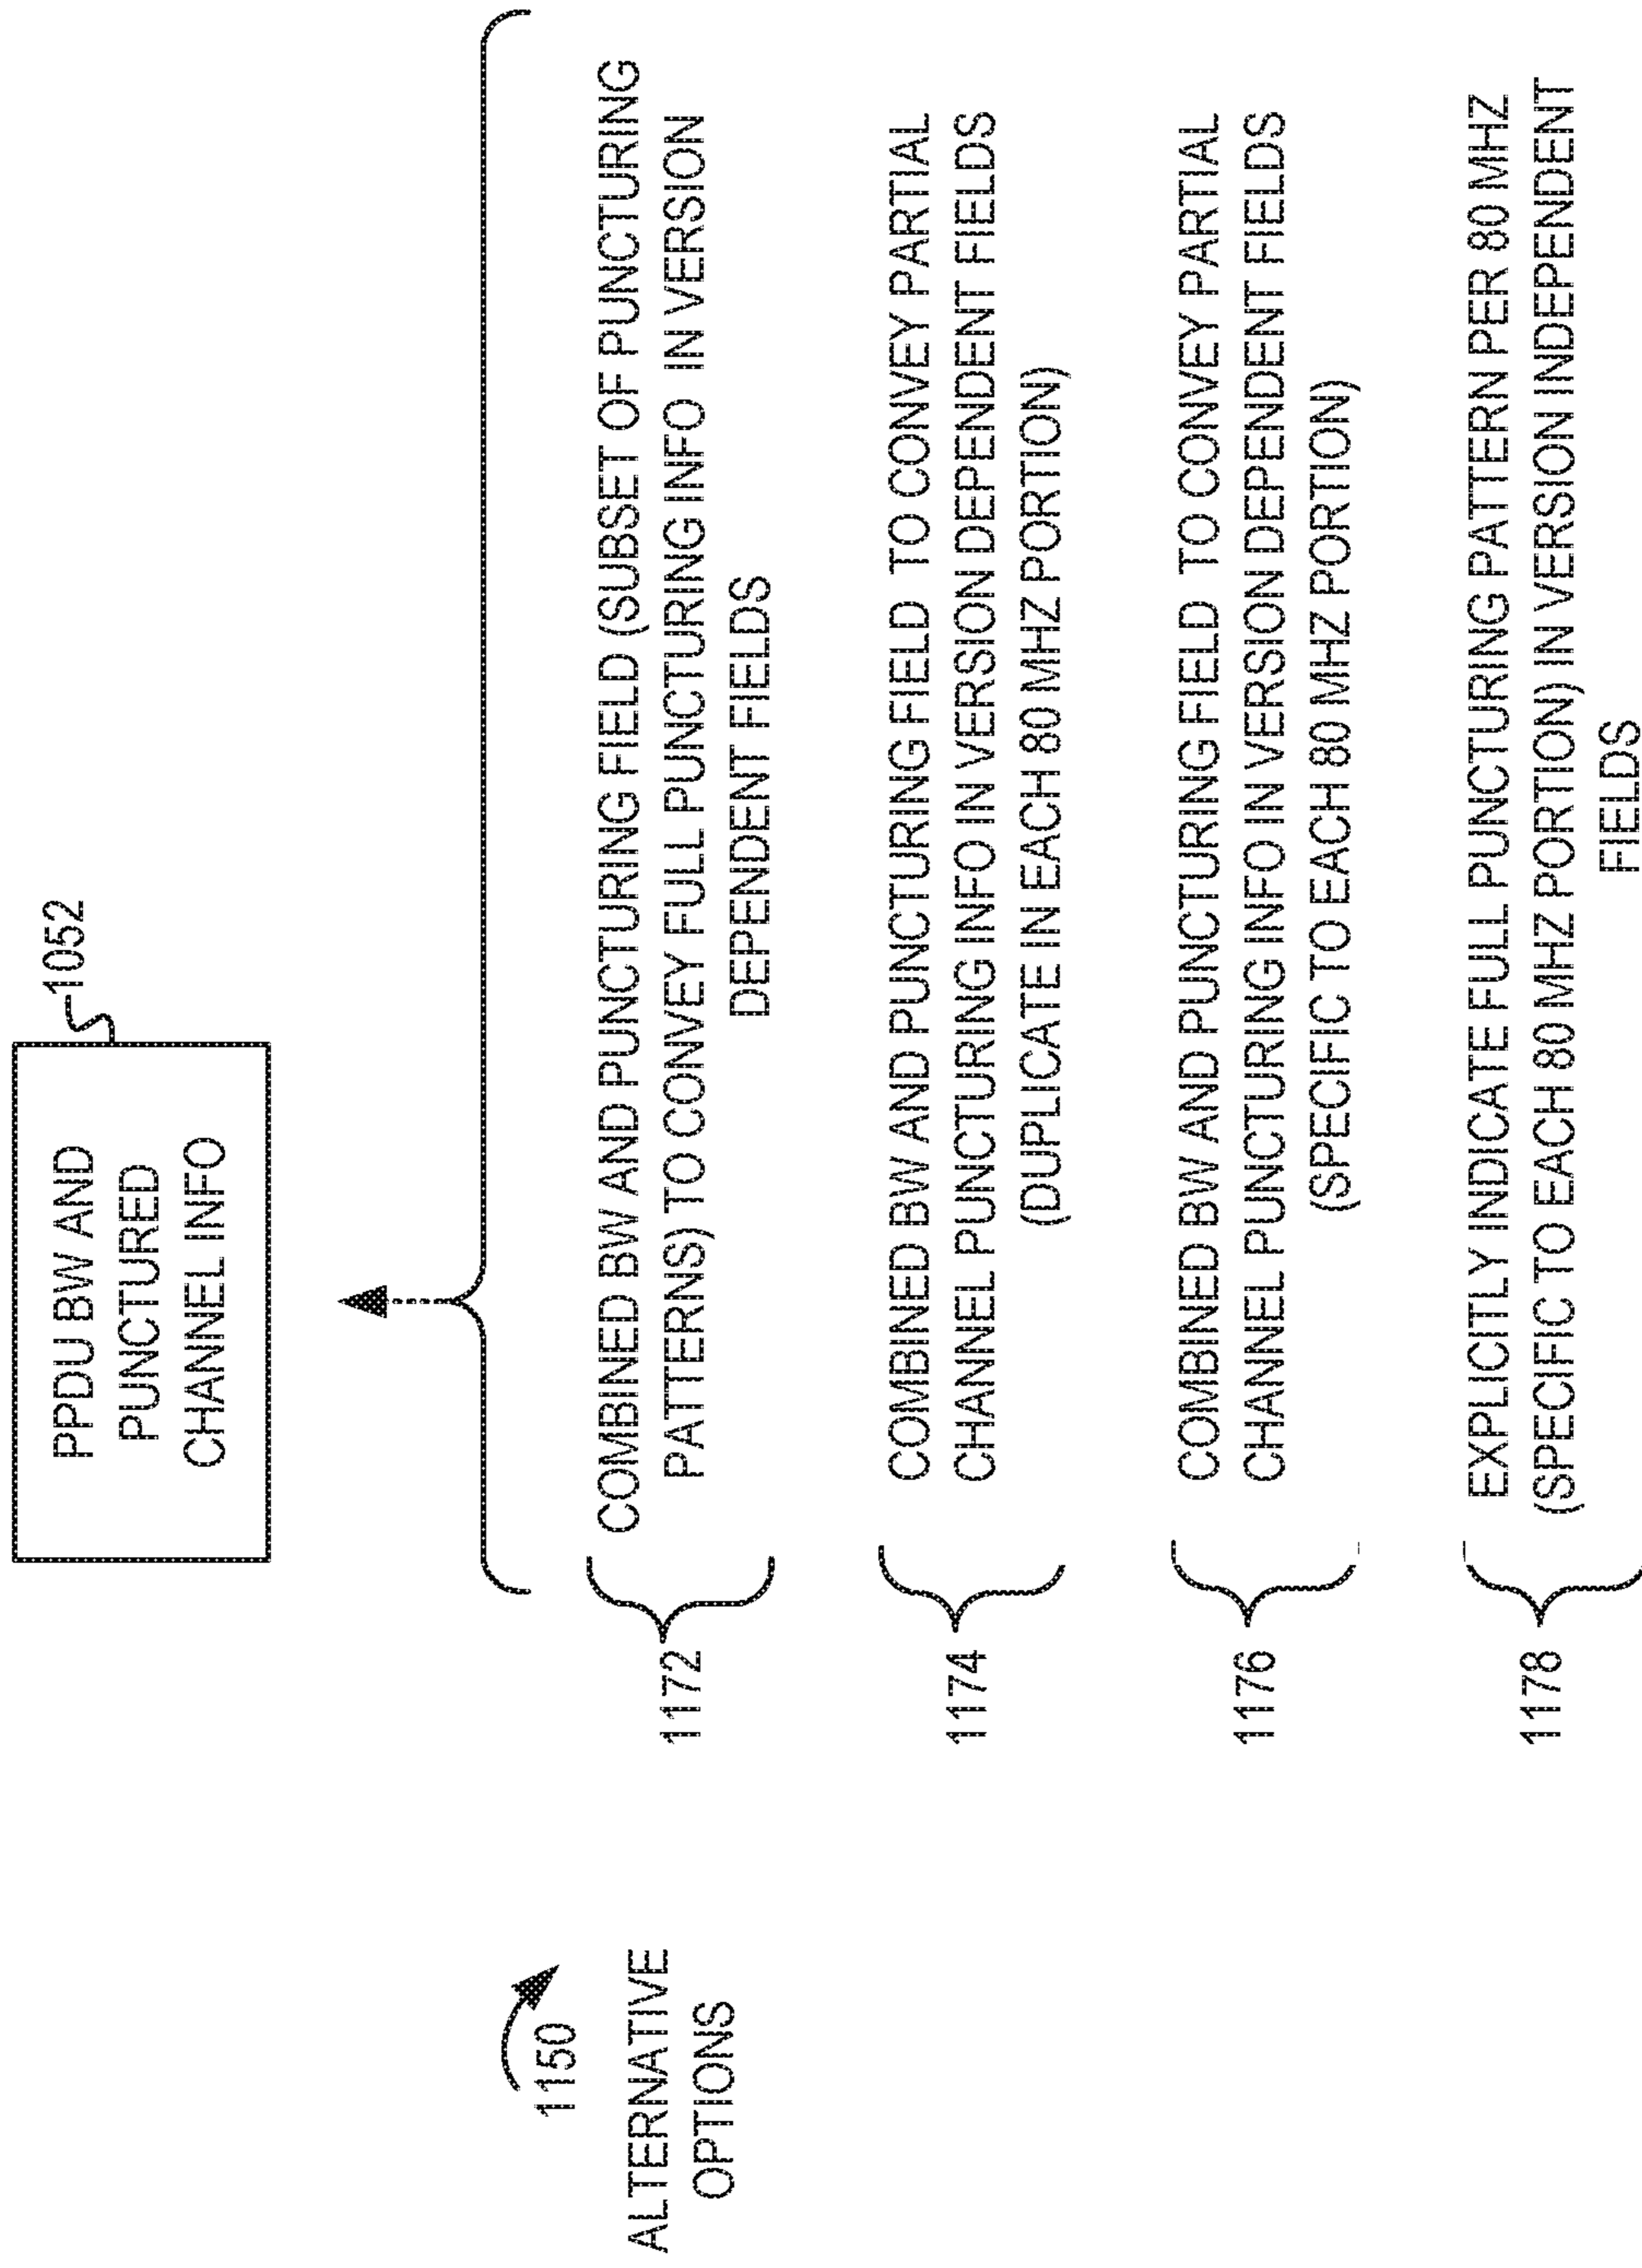 PPDU BW AND
PUNCTURED
CHANNEL INFO
1052
1150
ALTERNATIVE
OPTIONS
1172
COMBINED BW AND PUNCTURING FIELD (SUBSET OF PUNCTURING
PATTERNS) TO CONVEY FULL PUNCTURING INFO IN VERSION
DEPENDENT FIELDS
1174
COMBINED BW AND PUNCTURING FIELD TO CONVEY PARTIAL
CHANNEL PUNCTURING INFO IN VERSION DEPENDENT FIELDS
(DUPLICATE IN EACH 80 MHZ PORTION)
1176
COMBINED BW AND PUNCTURING FIELD TO CONVEY PARTIAL
CHANNEL PUNCTURING INFO IN VERSION DEPENDENT FIELDS
(SPECIFIC TO EACH 80 MHZ PORTION)
1178
EXPLICITLY INDICATE FULL PUNCTURING PATTERN PER 80 MHZ
(SPECIFIC TO EACH 80 MHZ PORTION) IN VERSION INDEPENDENT
FIELDS